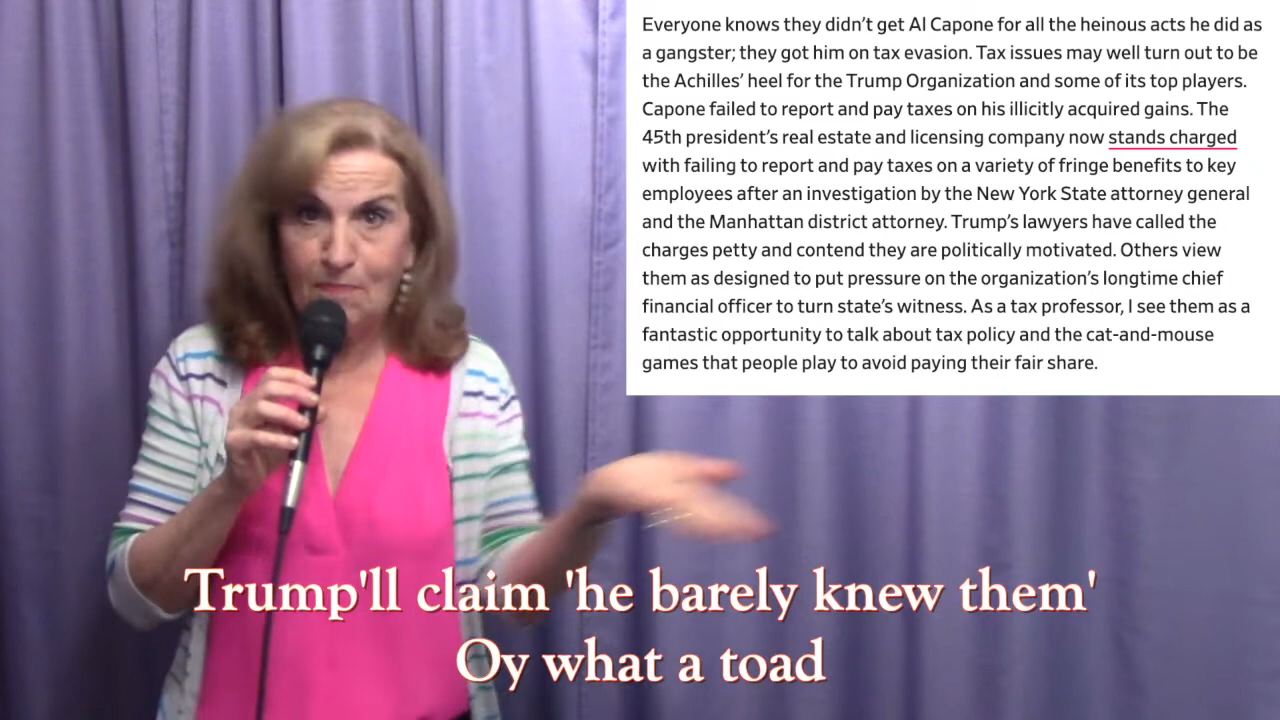 Everyone knows they didn't get Al Capone for all the heinous acts he did as
a gangster; they got him on tax evasion. Tax issues may well turn out to be
the Achilles' heel for the Trump Organization and some of its top players.
Capone failed to report and pay taxes on his illicitly acquired gains. The
45th president's real estate and licensing company now stands charged
with failing to report and pay taxes on a variety of fringe benefits to key
employees after an investigation by the New York State attorney general
and the Manhattan district attorney. Trump's lawyers have called the
charges petty and contend they are politically motivated. Others view
them as designed to put pressure on the organization's longtime chief
financial officer to turn state's witness. As a tax professor, I see them as a
fantastic opportunity to talk about tax policy and the cat-and-mouse
games that people play to avoid paying their fair share.
Trump'll claim 'he barely knew them'
Oy what a toad